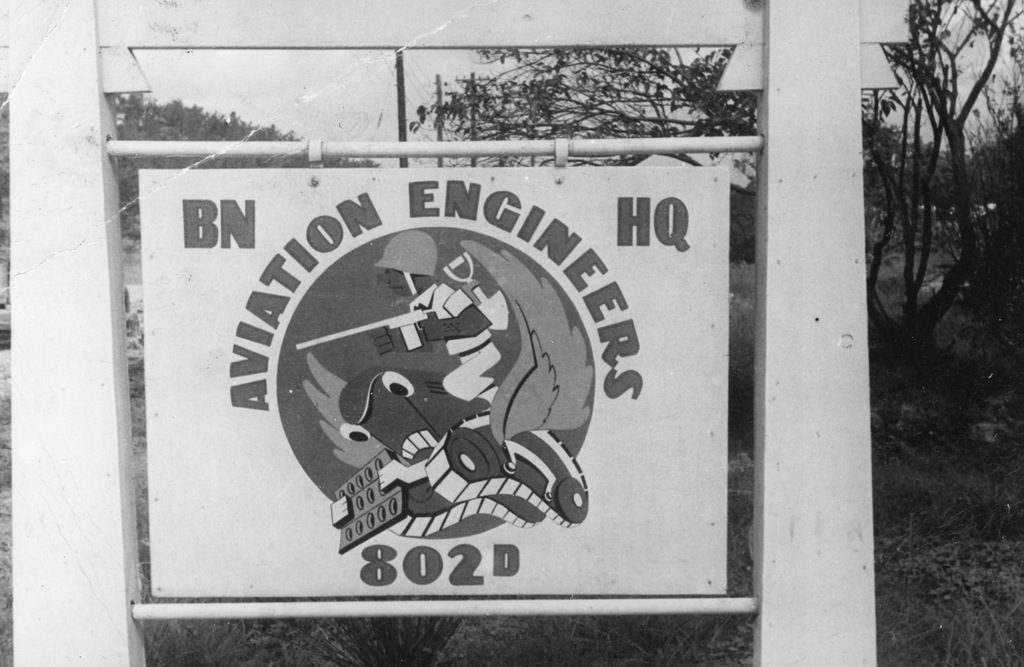 BN HQ
AVIATION ENGINEERS
802D